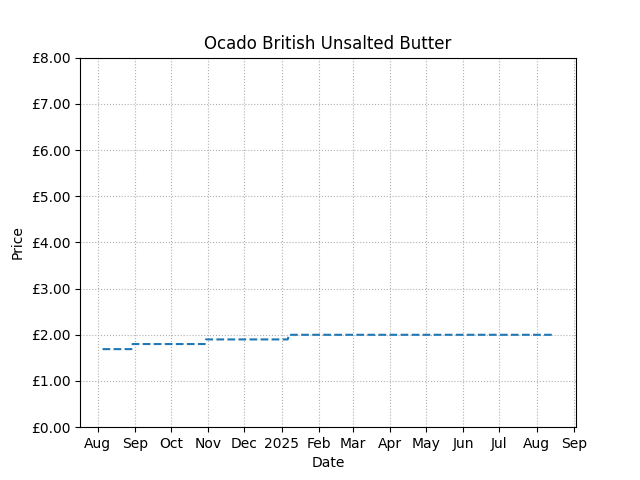 Ocado British Unsalted Butter
£8.00
£7.00
£6.00
£5.00
£4.00
£3.00
£2.00
£1.00
£0.00
Price
Aug Sep Oct Nov Dec 2025 Feb Mar Apr May Jun Jul Aug Sep
Date